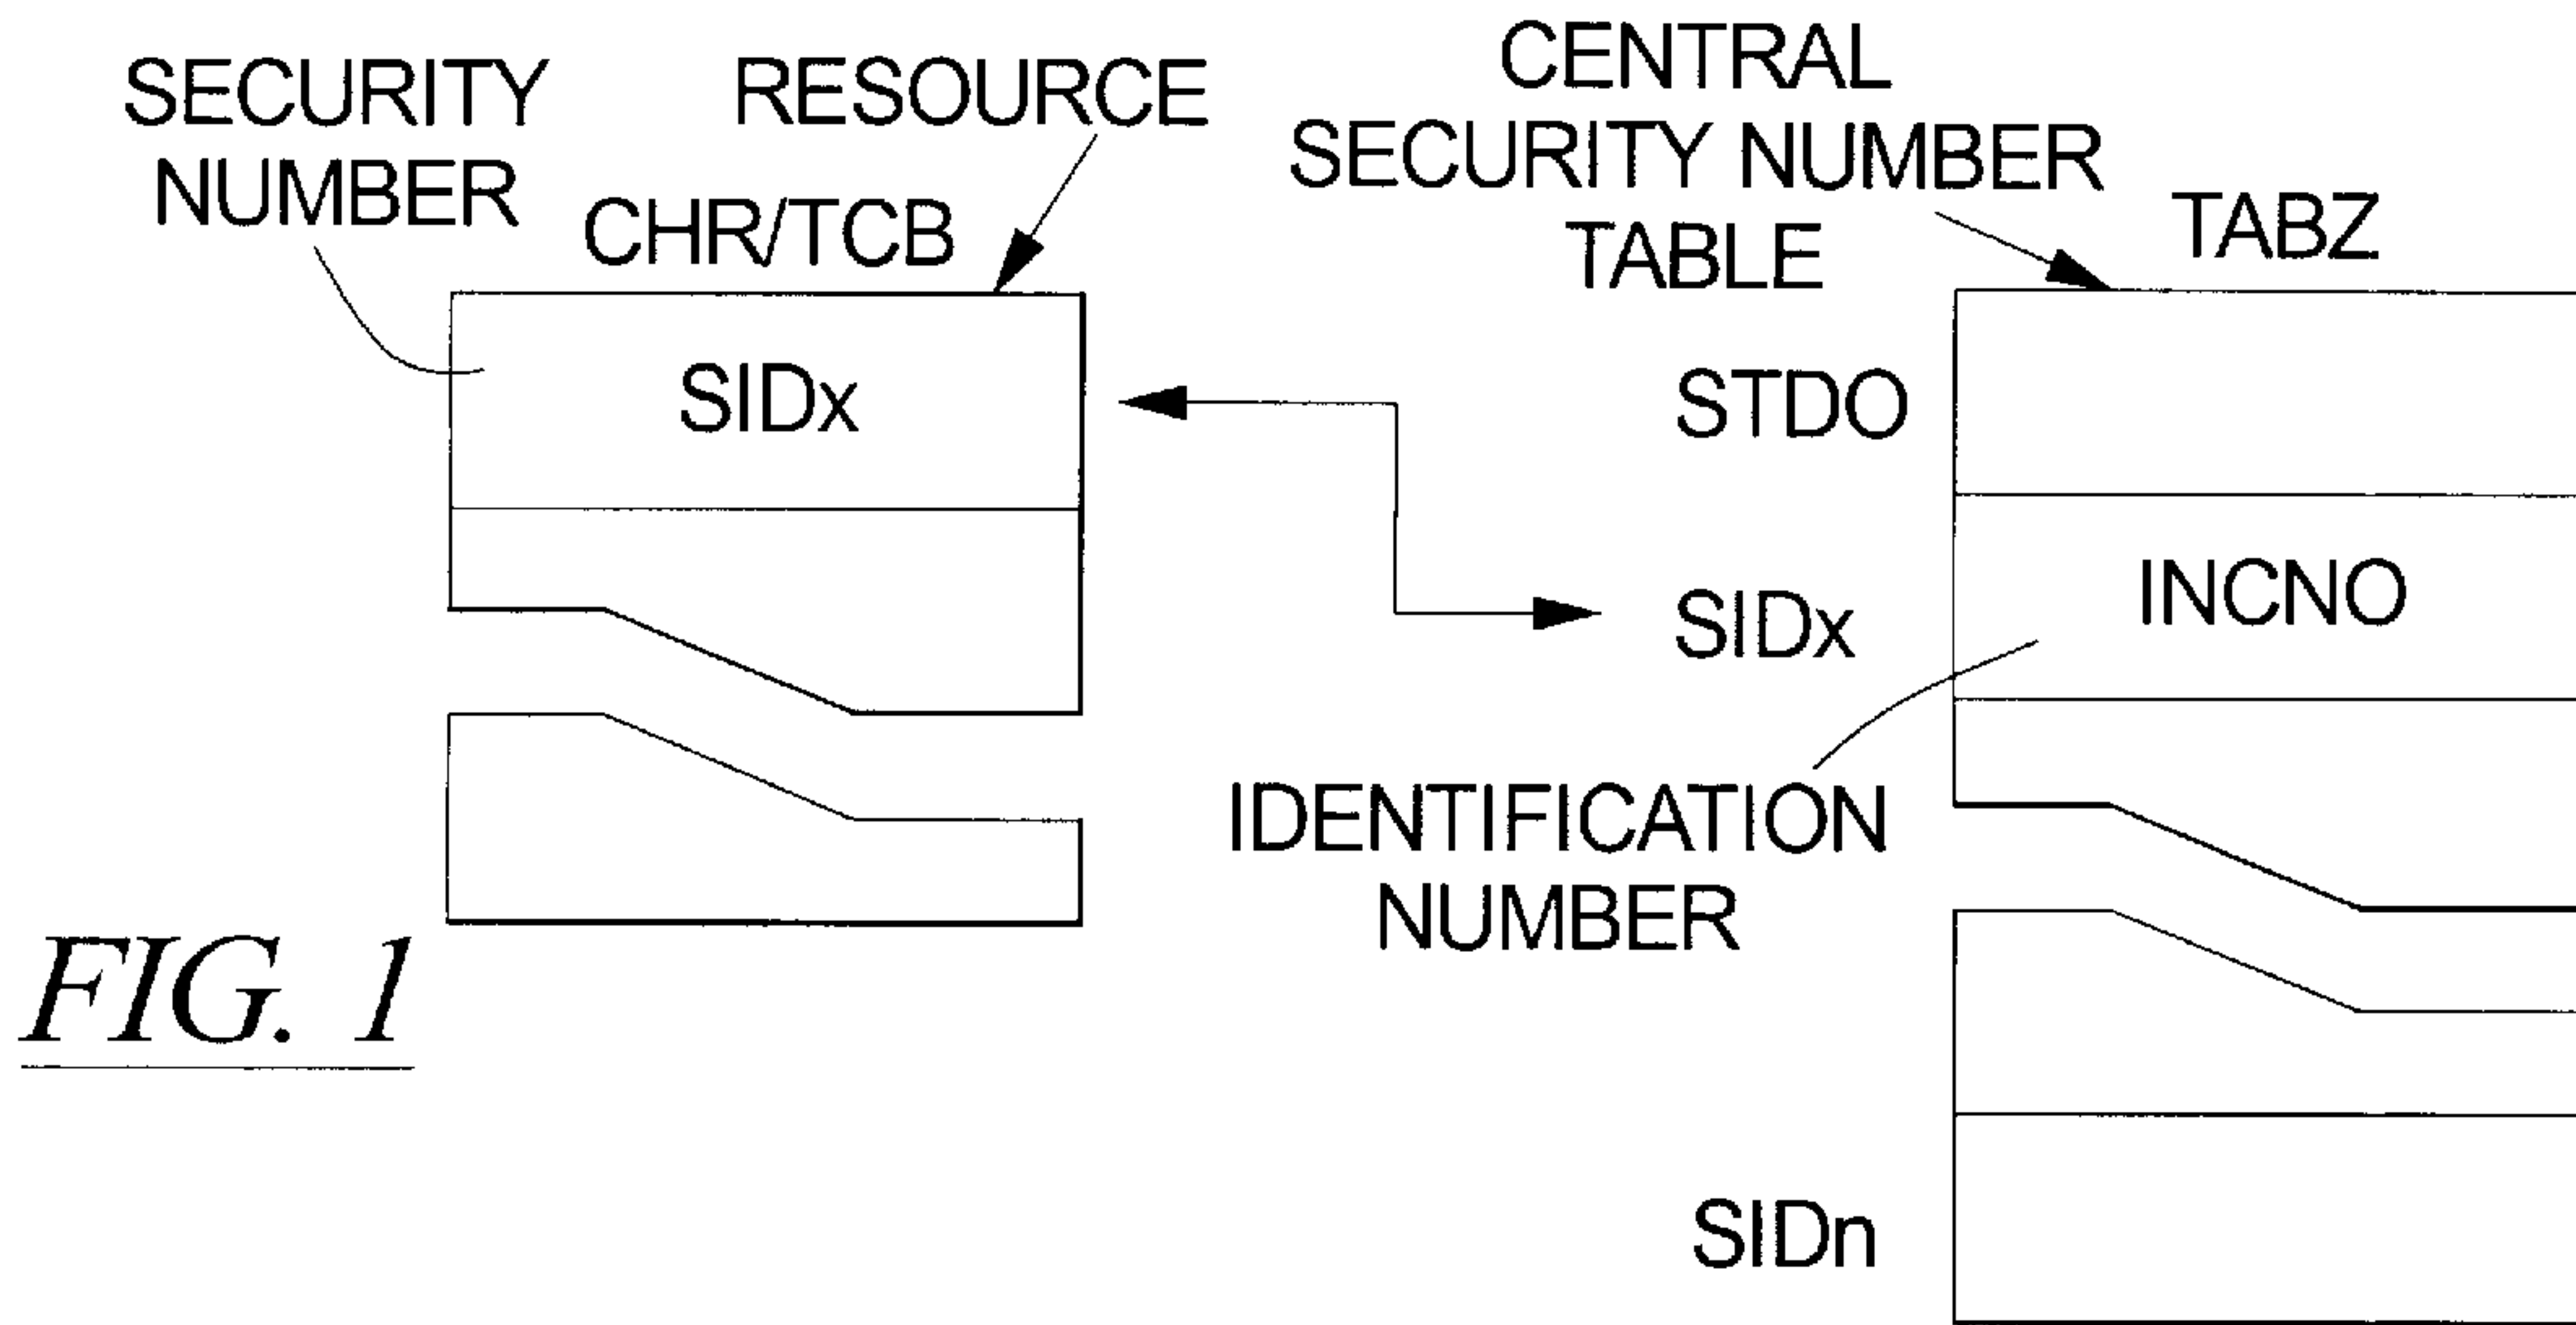 SECURITY
NUMBER
RESOURCE
CHR/TCB
CENTRAL
SECURITY NUMBER
TABLE
TABZ
SIDx
STDO
SIDx
INCNO
IDENTIFICATION
NUMBER
SIDn
FIG. 1